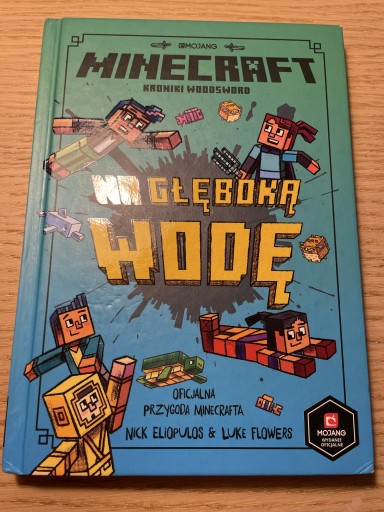 MOJANG
MINECRAFT
KRONIKI WOODSWORD
NA GŁĘBOKĄ
WODĘ
OFICJALNA
PRZYGODA MINECRAFTA
NICK ELIOPULOS & LUKE FLOWERS
MOJANG
WYDANIE
OFICJALNE